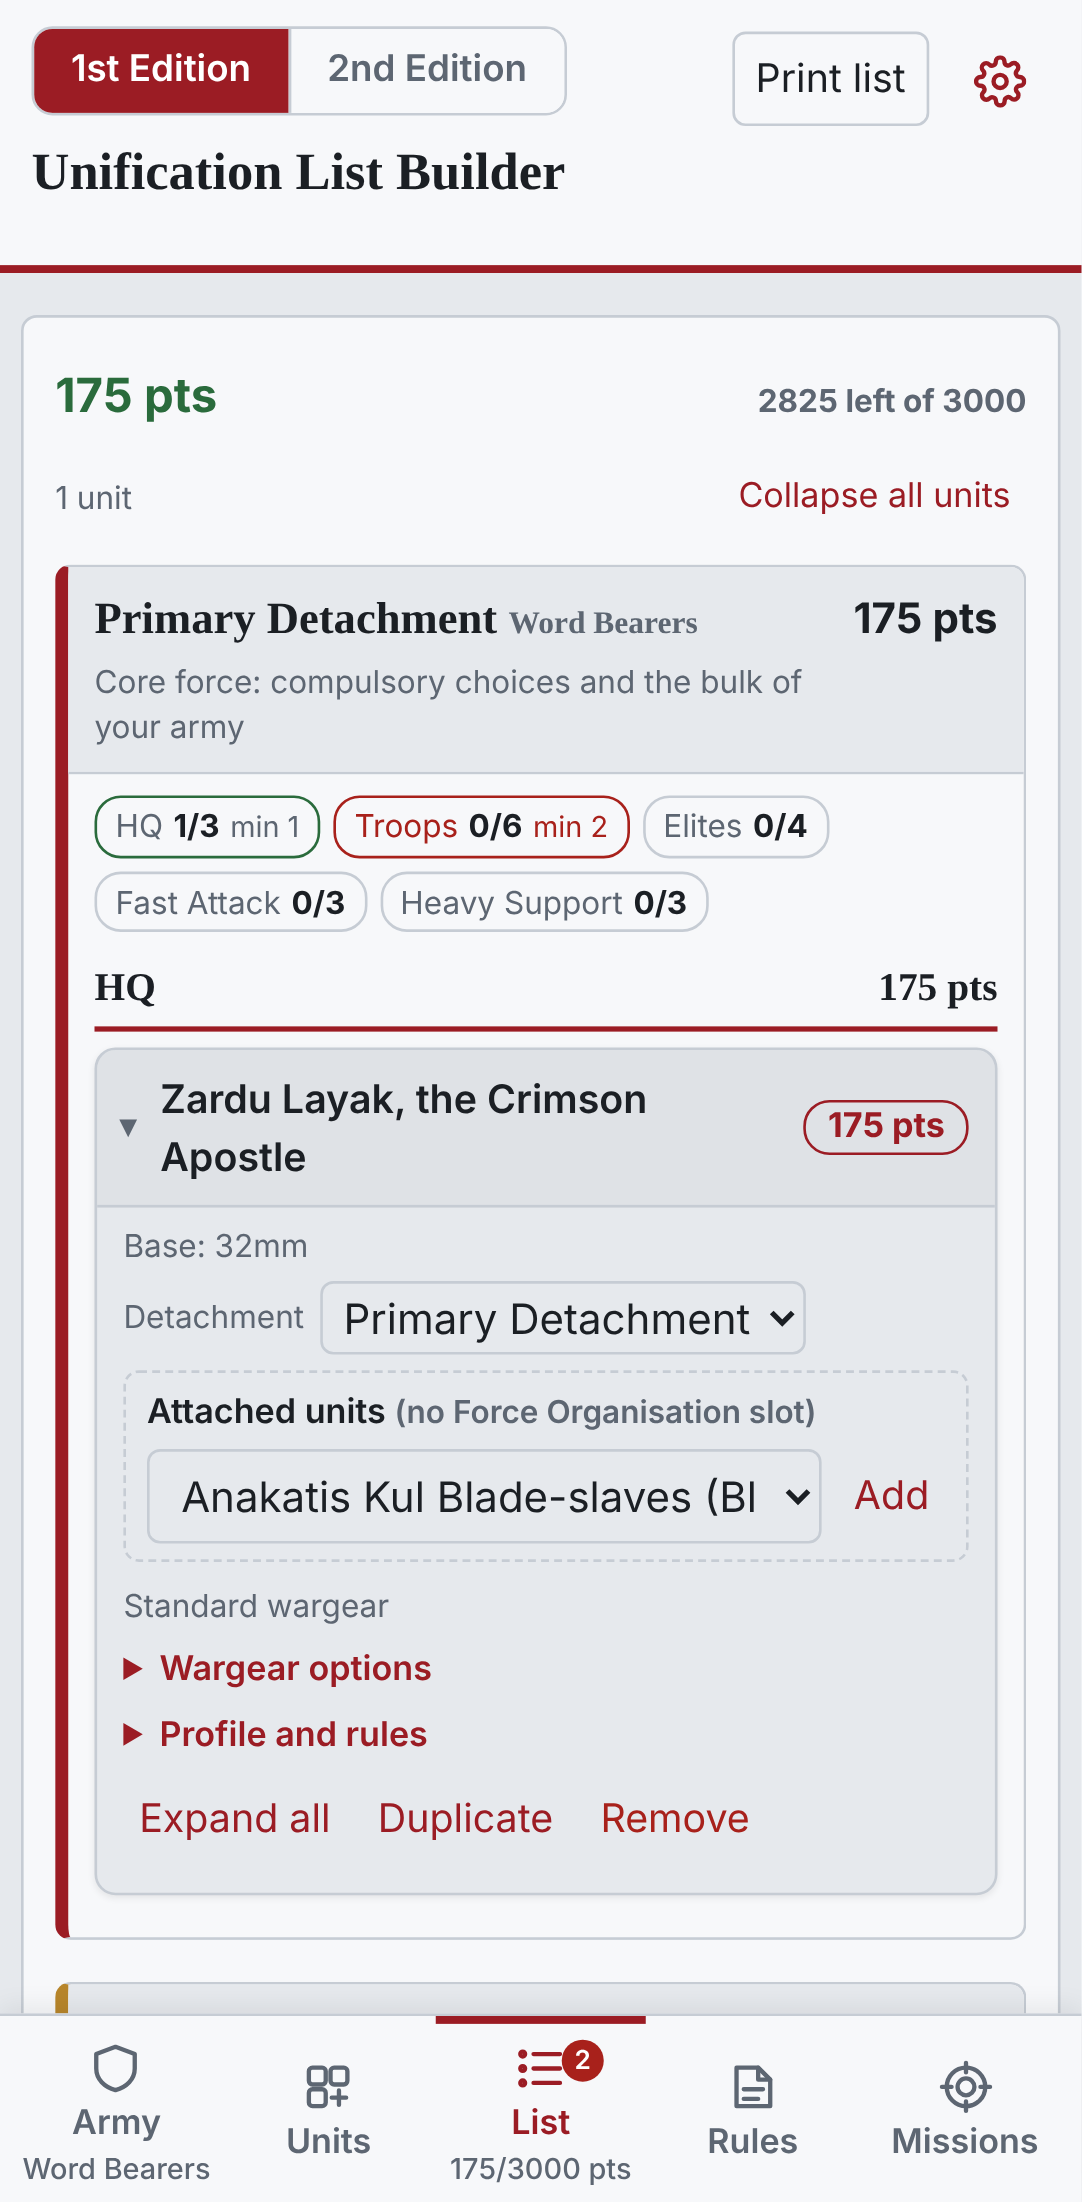 1st Edition
2nd Edition
Print list
Unification List Builder
175 pts
2825 left of 3000
1 unit
Collapse all units
Primary Detachment Word Bearers
175 pts
Core force: compulsory choices and the bulk of
your army
HQ 1/3 min 1
Troops 0/6 min 2
Elites 0/4
Fast Attack 0/3
Heavy Support 0/3
HQ
175 pts
Zardu Layak, the Crimson
Apostle
175 pts
Base: 32mm
Detachment
Primary Detachment
Attached units (no Force Organisation slot)
Anakatis Kul Blade-slaves (Bl
Add
Standard wargear
Wargear options
Profile and rules
Expand all
Duplicate
Remove
Army
Word Bearers
Units
2
List
175/3000 pts
Rules
Missions